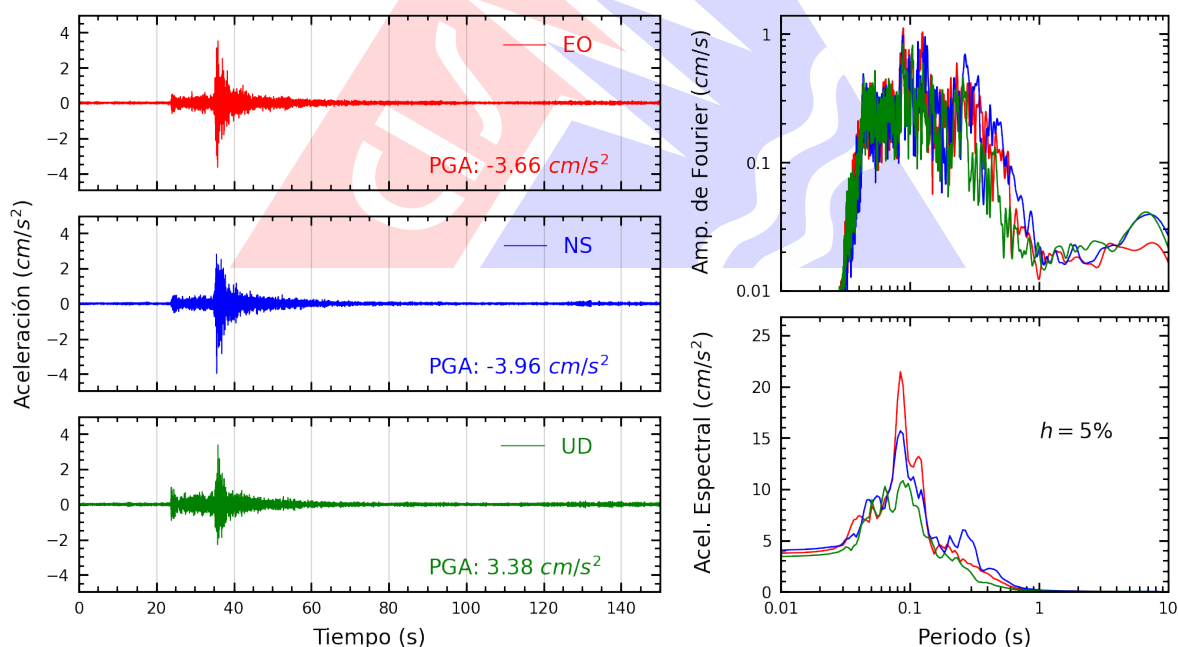 Aceleración (cm/s²)
4
2
0
−2
−4
EO
PGA: -3.66 cm/s²
4
2
0
−2
−4
NS
PGA: -3.96 cm/s²
4
2
0
−2
−4
UD
PGA: 3.38 cm/s²
0 20 40 60 80 100 120 140
Tiempo (s)
Amp. de Fourier (cm/s)
1
0.1
0.01
Acel. Espectral (cm/s²)
25
20
15
10
5
0
h = 5%
0.01 0.1 1 10
Periodo (s)